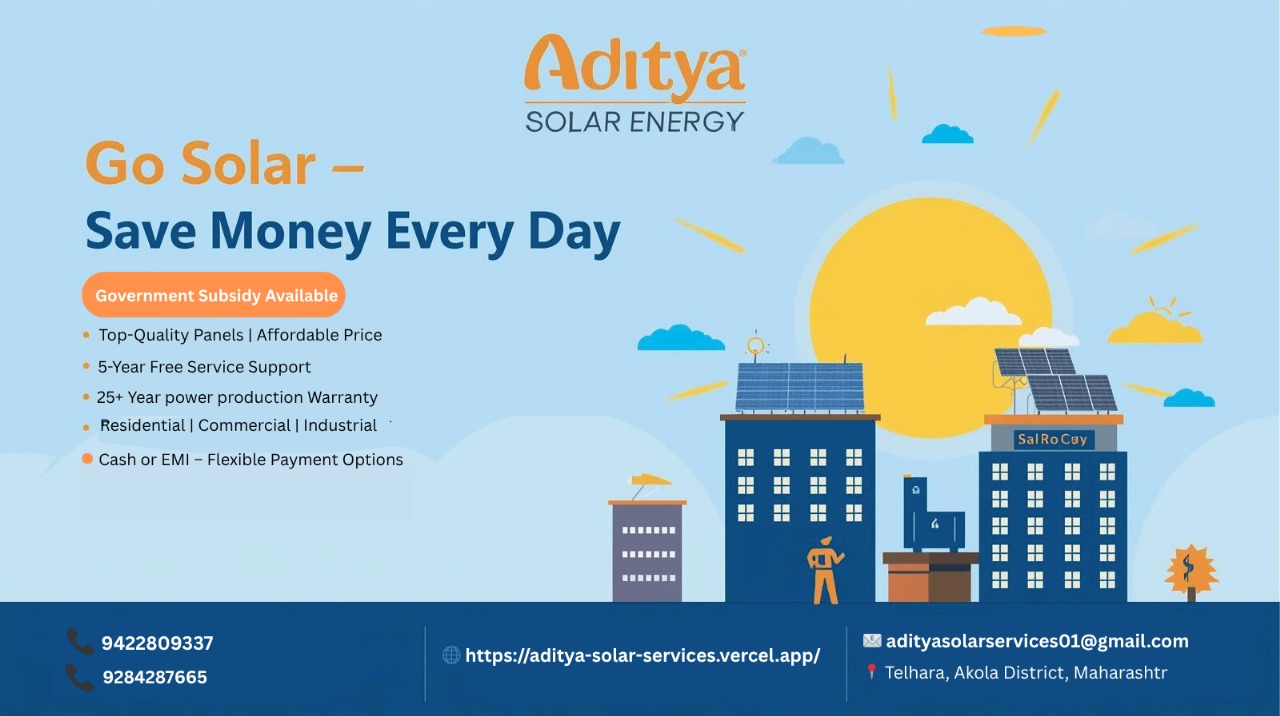 Aditya®
SOLAR ENERGY
Go Solar –
Save Money Every Day
Government Subsidy Available
Top-Quality Panels | Affordable Price
5-Year Free Service Support
25+ Year power production Warranty
Residential | Commercial | Industrial
Cash or EMI – Flexible Payment Options
9422809337
9284287665
https://aditya-solar-services.vercel.app/
adityasolarservices01@gmail.com
Telhara, Akola District, Maharashtr